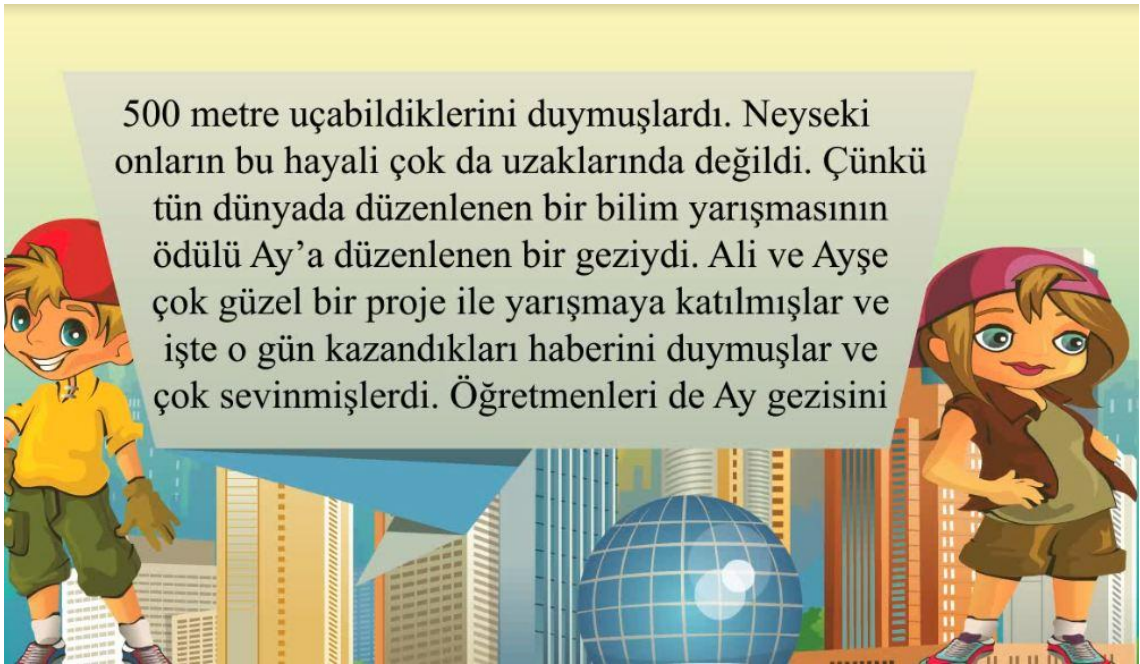 500 metre uçabildiklerini duymuşlardı. Neyseki
onların bu hayali çok da uzaklarında değildi. Çünkü
tün dünyada düzenlenen bir bilim yarışmasının
ödülü Ay’a düzenlenen bir geziydi. Ali ve Ayşe
çok güzel bir proje ile yarışmaya katılmışlar ve
işte o gün kazandıkları haberini duymuşlar ve
çok sevinmişlerdi. Öğretmenleri de Ay gezisini